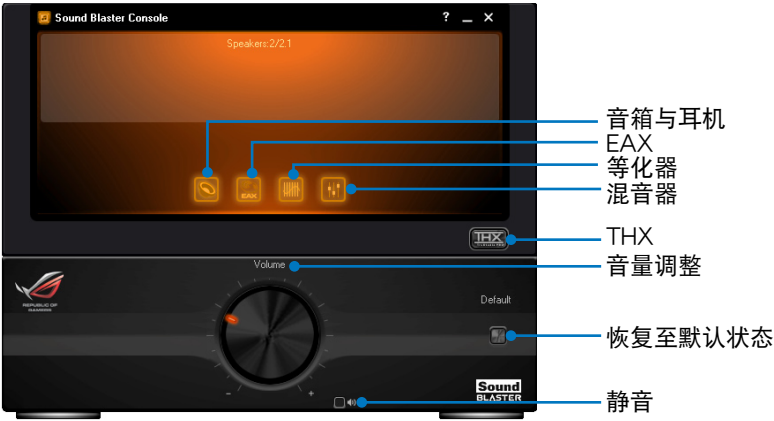 Sound Blaster Console
?
Speakers:2/2.1
EAX
音箱与耳机
EAX
等化器
混音器
THX
THX
Volume
音量调整
REPUBLIC OF
GAMERS
Default
恢复至默认状态
- +
Sound
BLASTER
静音